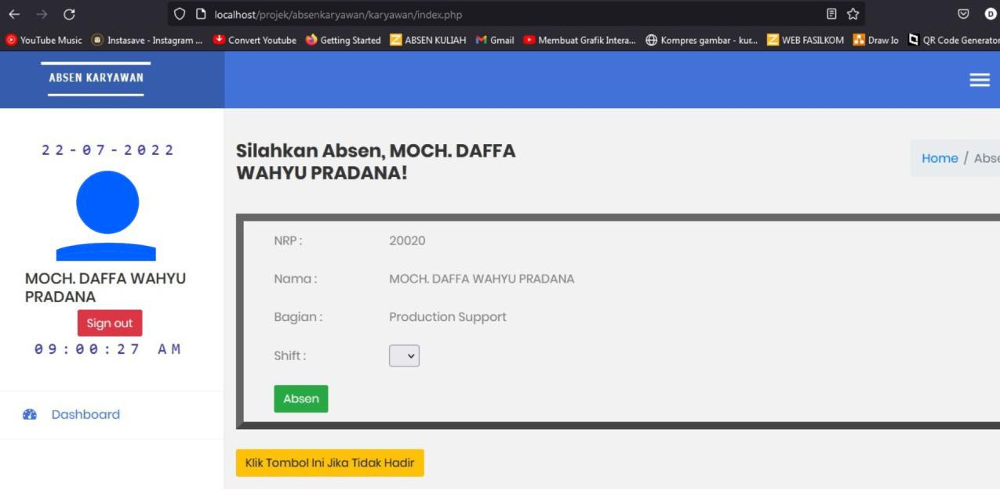 localhost/projek/absenkaryawan/karyawan/index.php
D
YouTube Music Instasave - Instagram ... Convert Youtube Getting Started ABSEN KULIAH Gmail Membuat Grafik Intera... Kompres gambar - kur... WEB FASILKOM Draw Io QR Code Generator
ABSEN KARYAWAN
22-07-2022
MOCH. DAFFA WAHYU
PRADANA
Sign out
09:00:27 AM
Dashboard
Silahkan Absen, MOCH. DAFFA
WAHYU PRADANA!
Home / Abse
NRP : 20020
Nama : MOCH. DAFFA WAHYU PRADANA
Bagian : Production Support
Shift :
Absen
Klik Tombol Ini Jika Tidak Hadir